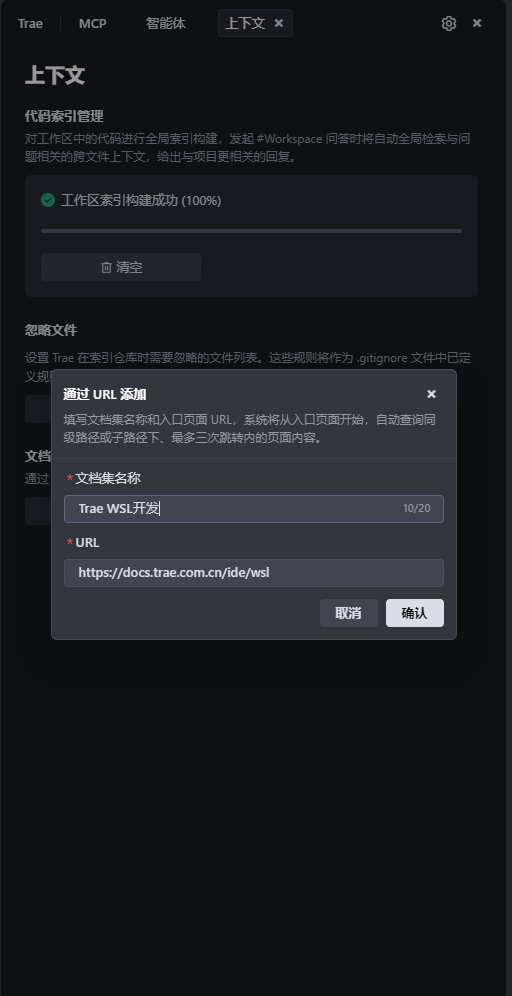 Trae MCP 智能体 上下文
上下文
代码索引管理
对工作区中的代码进行全局索引构建，发起 #Workspace 问答时将自动全局检索与问
题相关的跨文件上下文，给出与项目更相关的回复。
工作区索引构建成功 (100%)
清空
忽略文件
设置 Trae 在索引仓库时需要忽略的文件列表。这些规则将作为 .gitignore 文件中已定
义规
文档
通过
通过 URL 添加
填写文档集名称和入口页面 URL，系统将从入口页面开始，自动查询同
级路径或子路径下、最多三次跳转内的页面内容。
*文档集名称
Trae WSL开发 10/20
*URL
https://docs.trae.com.cn/ide/wsl
取消 确认